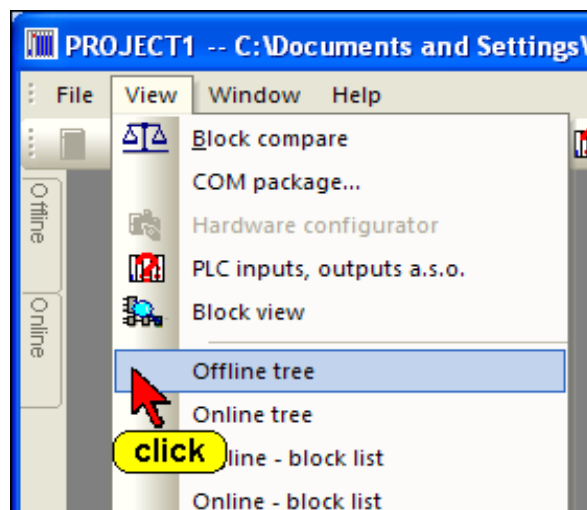 PROJECT1 -- C:\Documents and Settings\
File View Window Help
Block compare
COM package...
Hardware configurator
PLC inputs, outputs a.s.o.
Block view
Offline tree
Online tree
line - block list
Online - block list
click
Offline
Online